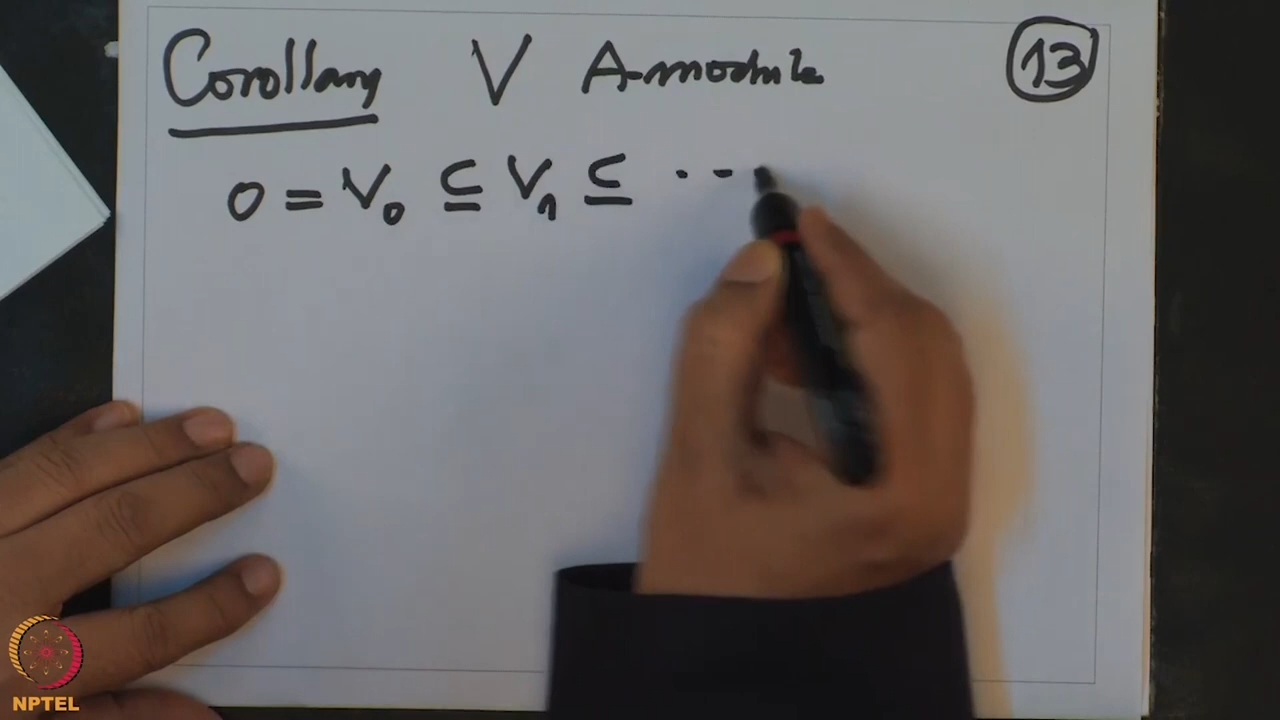 Corollary V A-module 13
0 = V₀ ⊆ V₁ ⊆ ...
NPTEL